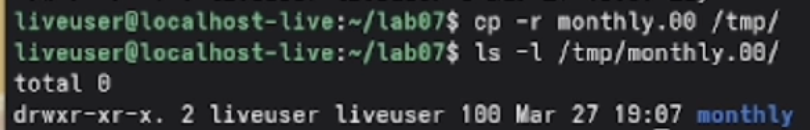 liveuser@localhost-live:~/lab07$ cp -r monthly.00 /tmp/
liveuser@localhost-live:~/lab07$ ls -l /tmp/monthly.00/
total 0
drwxr-xr-x. 2 liveuser liveuser 100 Mar 27 19:07 monthly